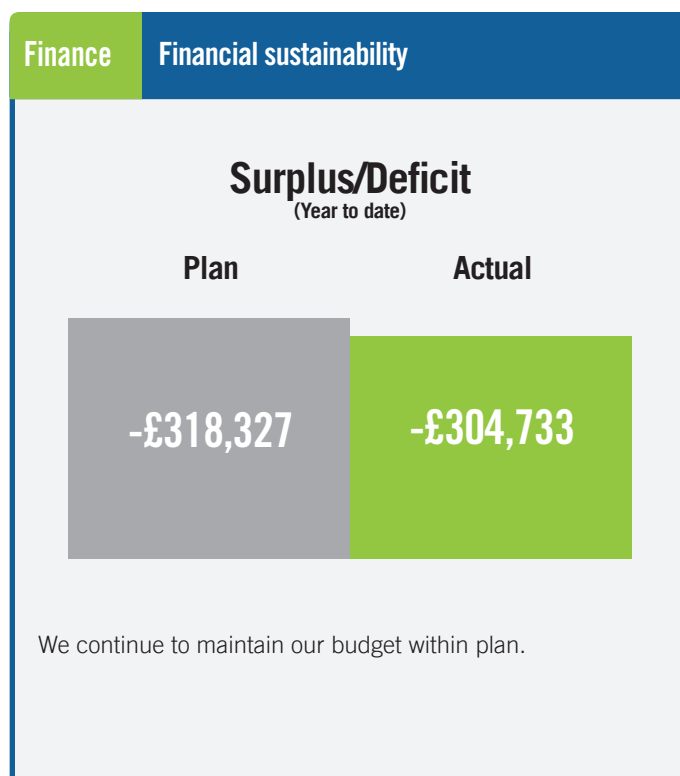 Finance
Financial sustainability
Surplus/Deficit
(Year to date)
Plan
Actual
-£318,327
-£304,733
We continue to maintain our budget within plan.